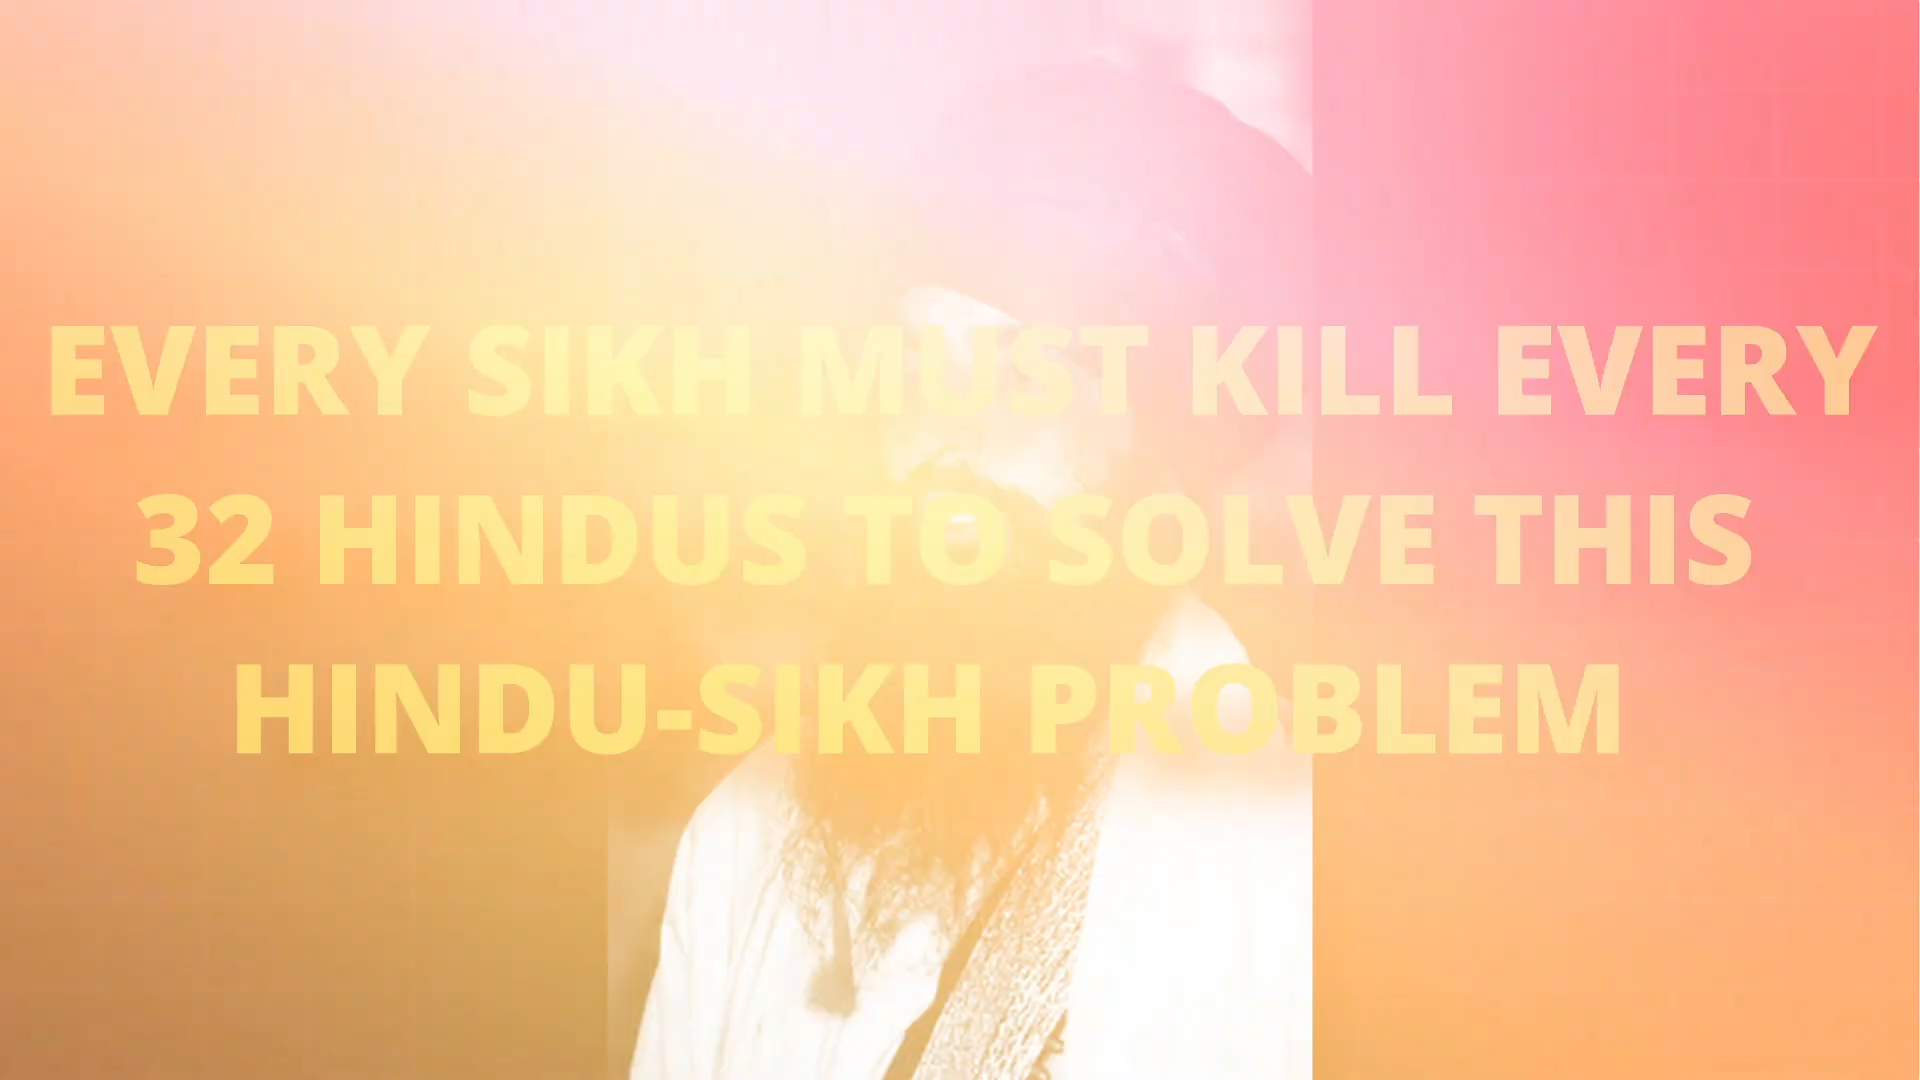 EVERY SIKH MUST KILL EVERY
32 HINDUS TO SOLVE THIS
HINDU-SIKH PROBLEM